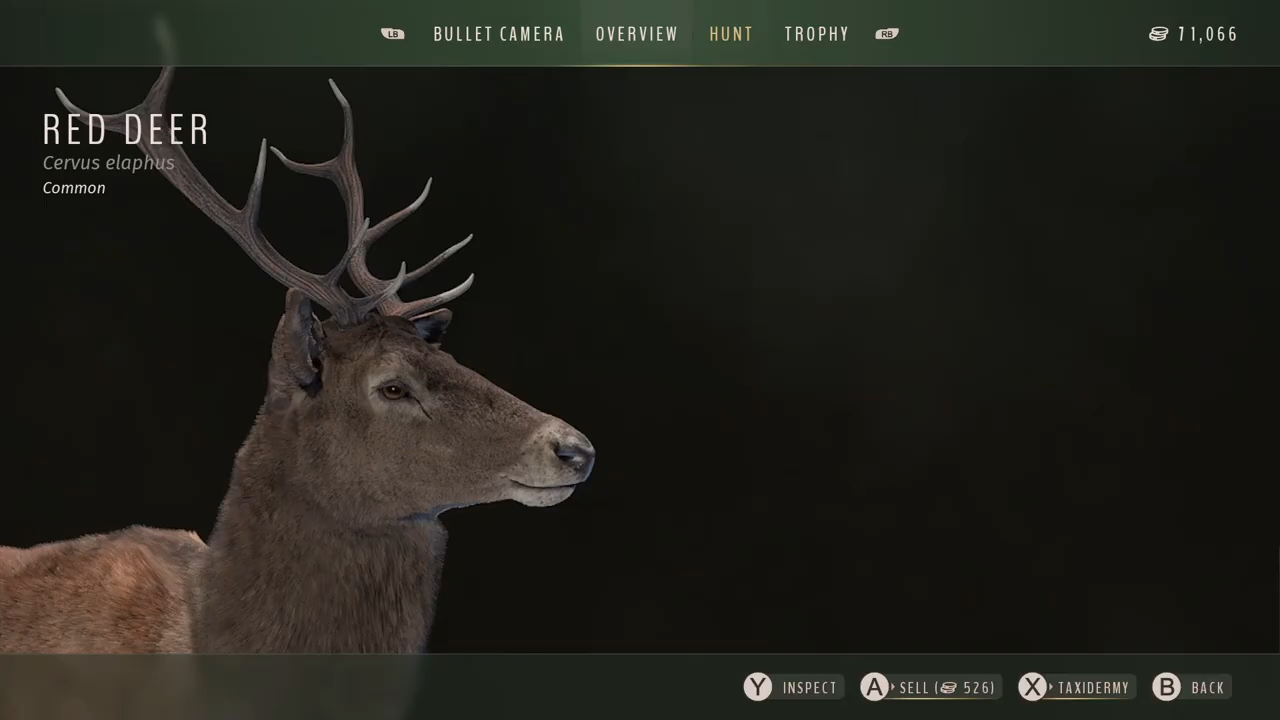 LB BULLET CAMERA OVERVIEW HUNT TROPHY RB 11,066
RED DEER
Cervus elaphus
Common
Y INSPECT A SELL ( 526) X TAXIDERMY B BACK